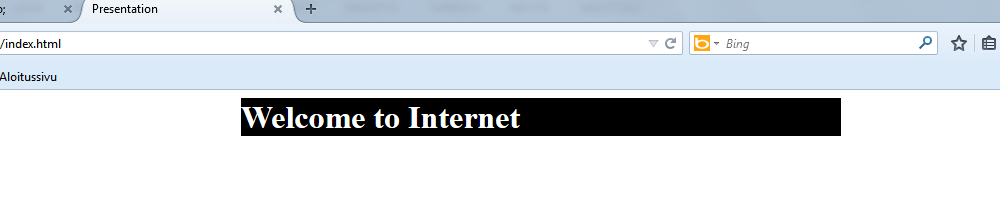 Presentation
/index.html
Bing
Aloitussivu
Welcome to Internet